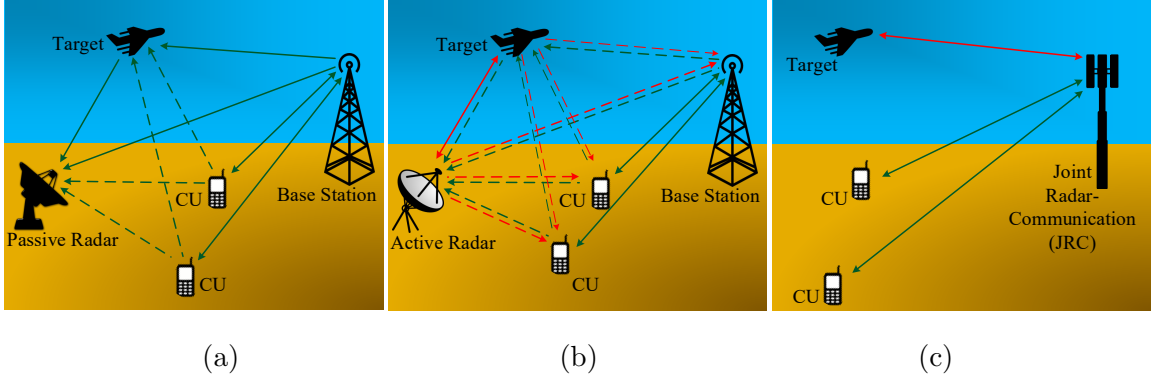 Target
Base Station
CU
Passive Radar
CU
(a)
Target
Base Station
CU
Active Radar
CU
(b)
Target
CU
Joint
Radar-
Communication
(JRC)
CU
(c)